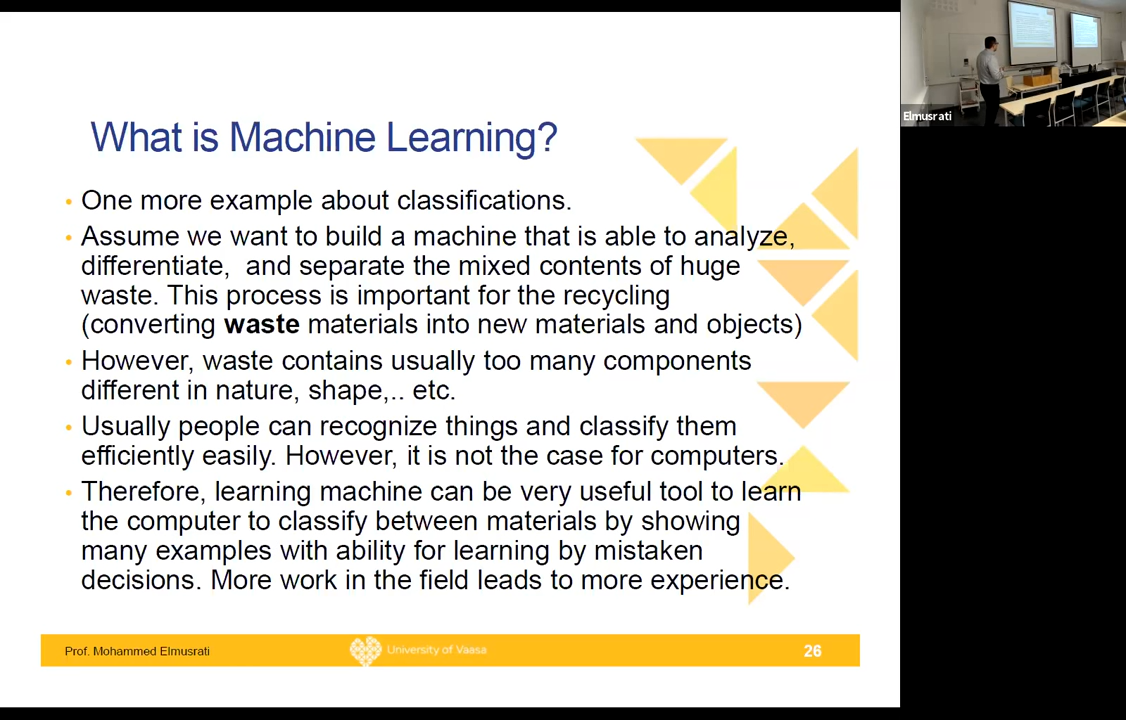 What is Machine Learning?
• One more example about classifications.
• Assume we want to build a machine that is able to analyze,
differentiate,  and separate the mixed contents of huge
waste. This process is important for the recycling
(converting waste materials into new materials and objects)
• However, waste contains usually too many components
different in nature, shape,.. etc.
• Usually people can recognize things and classify them
efficiently easily. However, it is not the case for computers.
• Therefore, learning machine can be very useful tool to learn
the computer to classify between materials by showing
many examples with ability for learning by mistaken
decisions. More work in the field leads to more experience.
Prof. Mohammed Elmusrati
University of Vaasa
26
Elmusrati